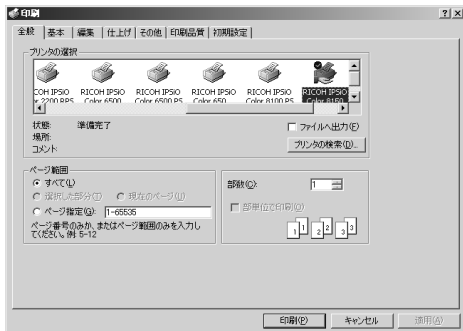 印刷
全般 基本 編集 仕上げ その他 印刷品質 初期設定
プリンタの選択
COH IPSiO RICOH IPSiO RICOH IPSiO RICOH IPSiO RICOH IPSiO RICOH IPSiO
r 2200 RPS Color 6500 Color 6500 PS Color 650 Color 8100 PS Color 8150
状態: 準備完了
ファイルへ出力(F)
場所:
コメント:
プリンタの検索(D)...
ページ範囲
すべて(L)
選択した部分(T) 現在のページ(U)
ページ指定(G): 1-65535
ページ番号のみか、またはページ範囲のみを入力し
てください。例: 5-12
部数(C): 1
部単位で印刷(O)
1 1 2 2 3 3
印刷(P) キャンセル 適用(A)